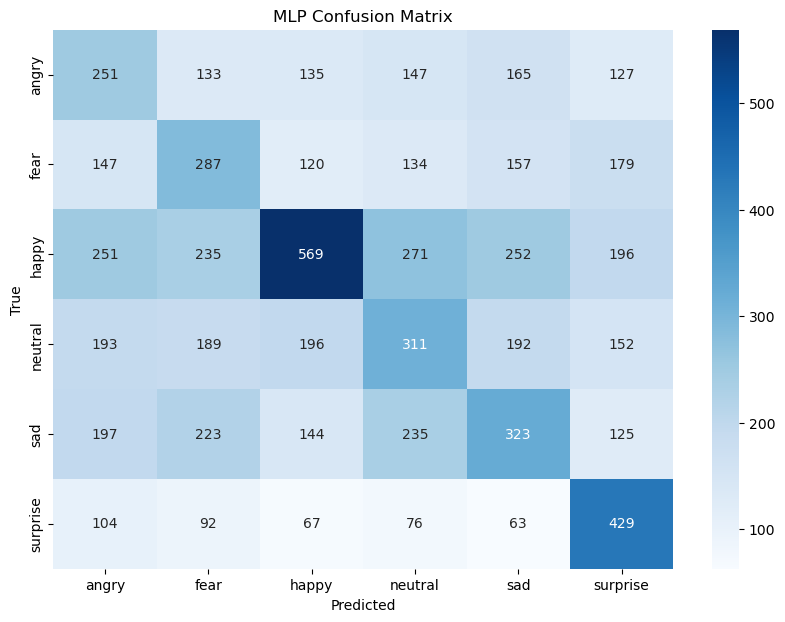 MLP Confusion Matrix
angry 251 133 135 147 165 127
fear 147 287 120 134 157 179
happy 251 235 569 271 252 196
neutral 193 189 196 311 192 152
sad 197 223 144 235 323 125
surprise 104 92 67 76 63 429
angry fear happy neutral sad surprise
True
Predicted
500
400
300
200
100